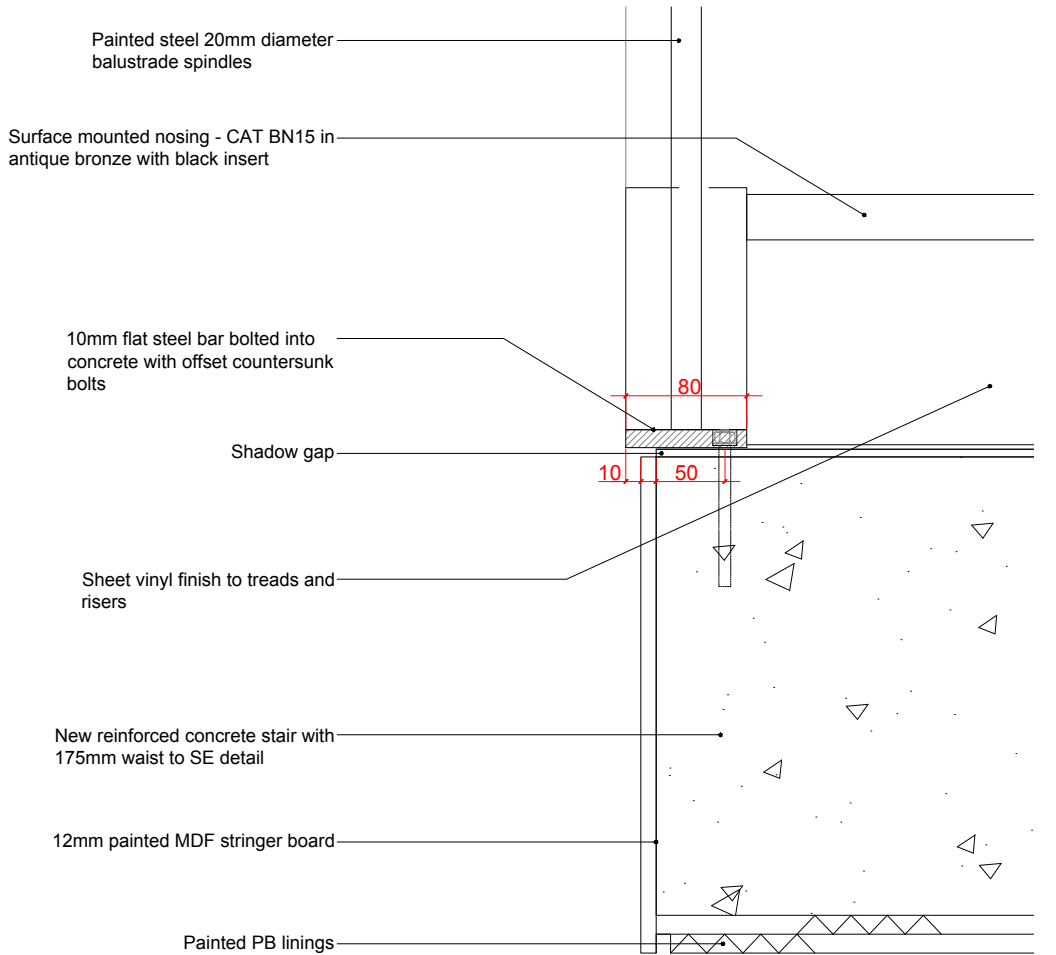 Painted steel 20mm diameter
balustrade spindles
Surface mounted nosing - CAT BN15 in
antique bronze with black insert
10mm flat steel bar bolted into
concrete with offset countersunk
bolts
80
Shadow gap
10
50
Sheet vinyl finish to treads and
risers
New reinforced concrete stair with
175mm waist to SE detail
12mm painted MDF stringer board
Painted PB linings